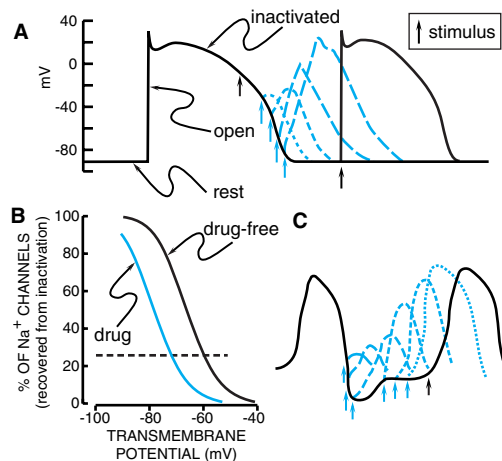 A
inactivated
stimulus
mV
40
0
-40
-80
open
rest
B
C
% OF Na+ CHANNELS
(recovered from inactivation)
100
80
60
40
20
0
drug-free
drug
-100 -80 -60 -40
TRANSMEMBRANE
POTENTIAL (mV)